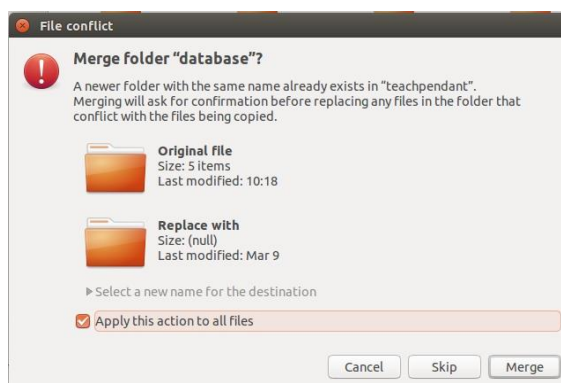 File conflict
Merge folder “database”?
A newer folder with the same name already exists in “teachpendant”.
Merging will ask for confirmation before replacing any files in the folder that
conflict with the files being copied.
Original file
Size: 5 items
Last modified: 10:18
Replace with
Size: (null)
Last modified: Mar 9
Select a new name for the destination
Apply this action to all files
Cancel Skip Merge